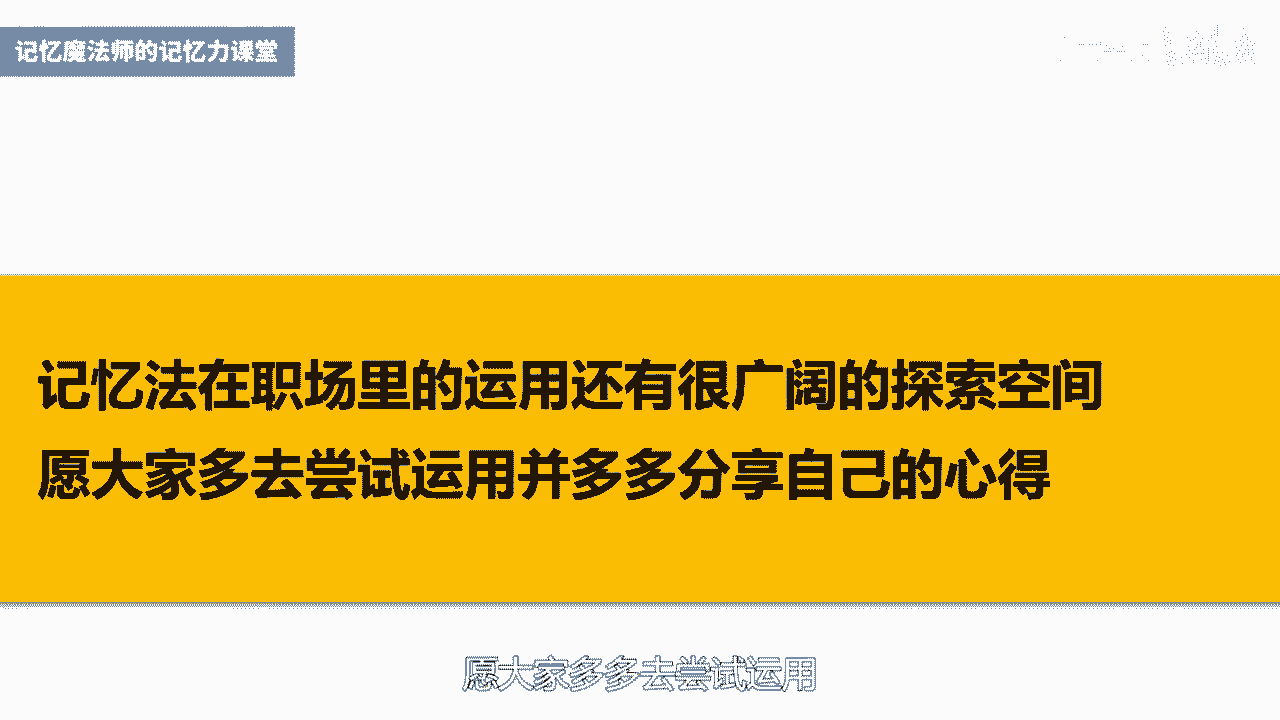 记忆魔法师的记忆力课堂
记忆法在职场里的运用还有很广阔的探索空间
愿大家多去尝试运用并多多分享自己的心得
愿大家多多去尝试运用